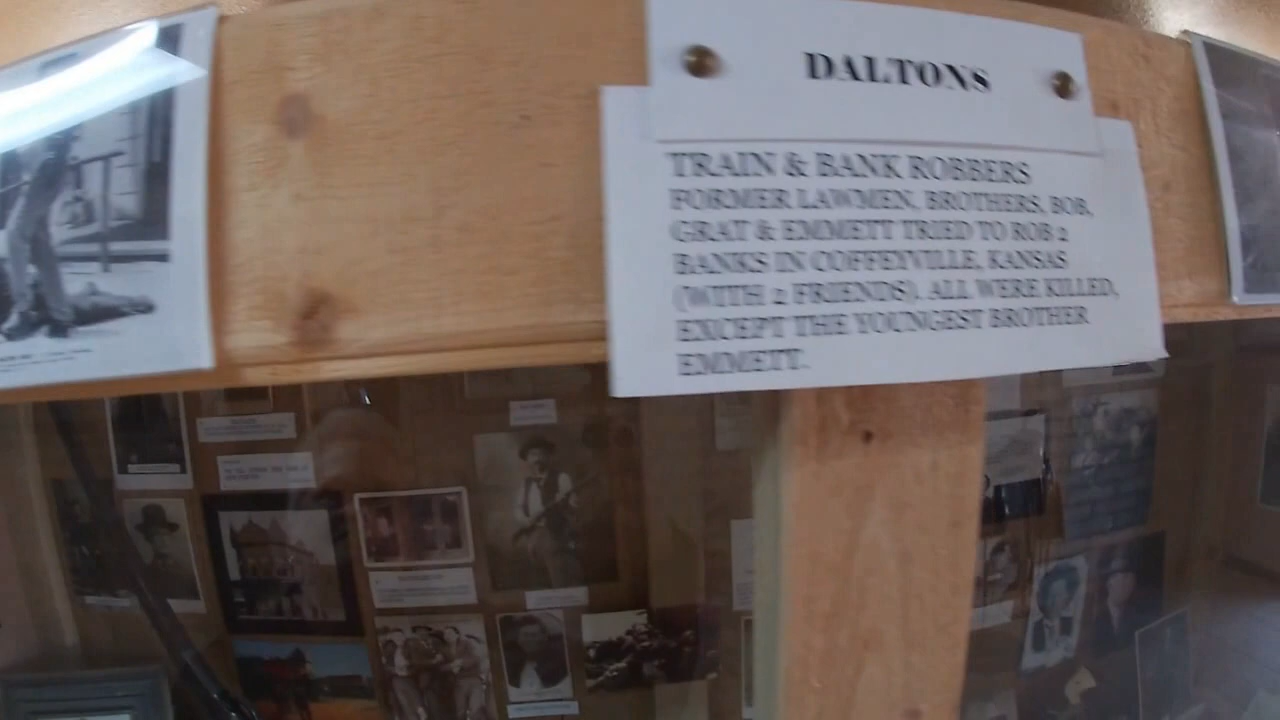 DALTONS
TRAIN & BANK ROBBERS
FORMER LAWMEN, BROTHERS, BOB,
GRAT & EMMETT TRIED TO ROB 2
BANKS IN COFFEYVILLE, KANSAS
(WITH 2 FRIENDS). ALL WERE KILLED,
EXCEPT THE YOUNGEST BROTHER
EMMETT.